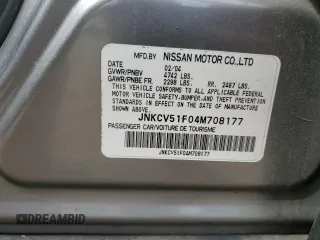 MFD.BY NISSAN MOTOR CO.,LTD
DATE 02/04
GVWR/PNBV 4742 LBS.
GAWR/PNBE FR. 2298 LBS. RR. 2467 LBS.
THIS VEHICLE CONFORMS TO ALL APPLICABLE FEDERAL
MOTOR VEHICLE SAFETY, BUMPER, AND THEFT PREVENTION
STANDARDS IN EFFECT ON THE DATE OF MANUFACTURE
SHOWN ABOVE.
JNKCV51F04M708177
PASSENGER CAR/VOITURE DE TOURISME
JNKCV51F04M708177
DREAMBID